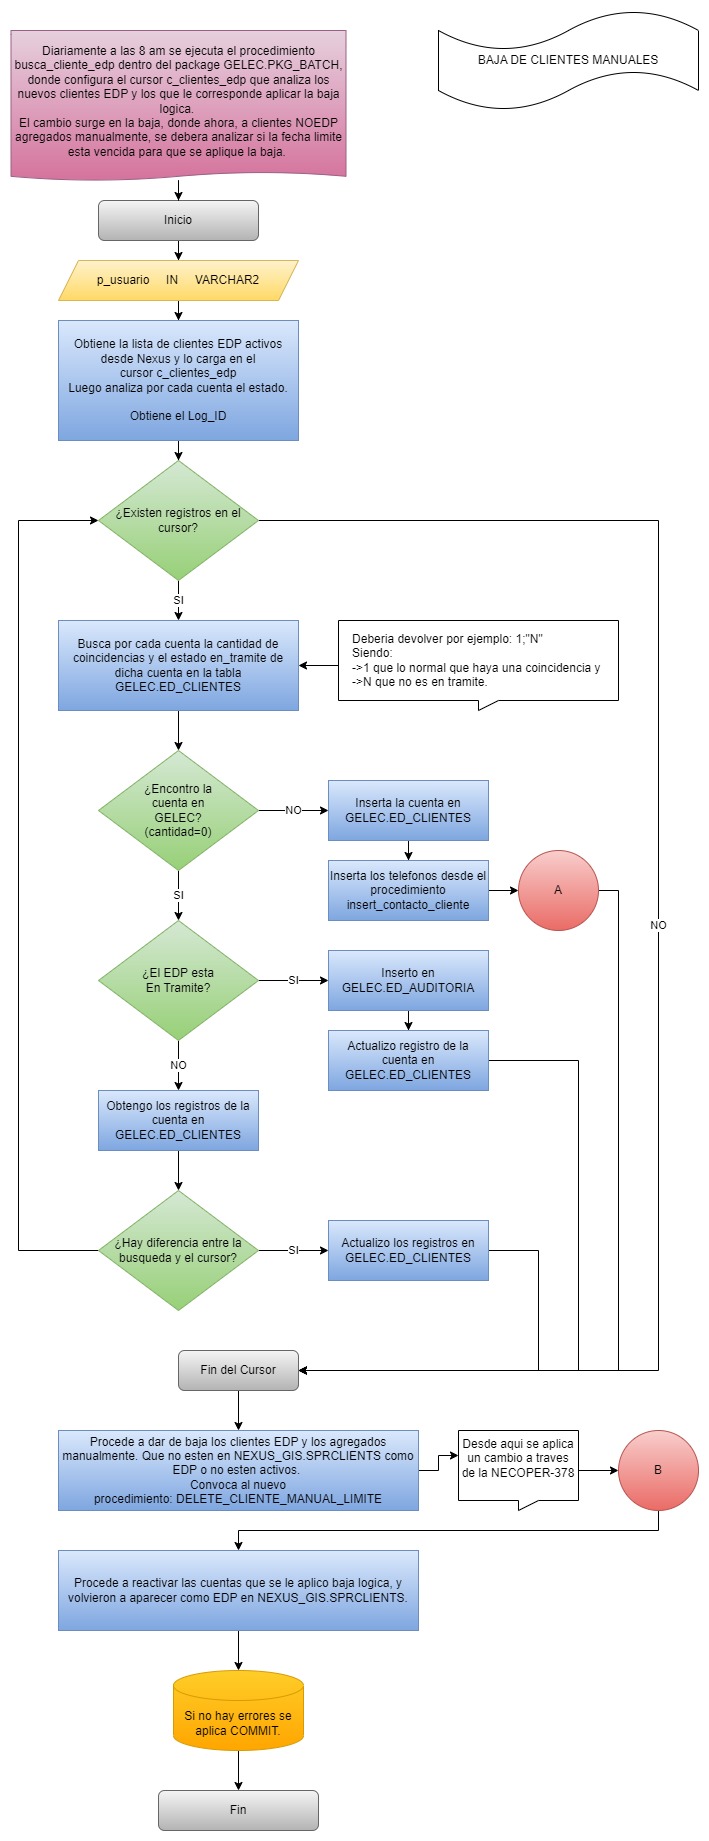 Diariamente a las 8 am se ejecuta el procedimiento
busca_cliente_edp dentro del package GELEC.PKG_BATCH,
donde configura el cursor c_clientes_edp que analiza los
nuevos clientes EDP y los que le corresponde aplicar la baja
logica.
El cambio surge en la baja, donde ahora, a clientes NOEDP
agregados manualmente, se debera analizar si la fecha limite
esta vencida para que se aplique la baja.
BAJA DE CLIENTES MANUALES
Inicio
p_usuario IN VARCHAR2
Obtiene la lista de clientes EDP activos
desde Nexus y lo carga en el
cursor c_clientes_edp
Luego analiza por cada cuenta el estado.
Obtiene el Log_ID
¿Existen registros en el
cursor?
SI
Busca por cada cuenta la cantidad de
coincidencias y el estado en_tramite de
dicha cuenta en la tabla
GELEC.ED_CLIENTES
Deberia devolver por ejemplo: 1;"N"
Siendo:
->1 que lo normal que haya una coincidencia y
->N que no es en tramite.
¿Encontro la
cuenta en
GELEC?
(cantidad=0)
NO
Inserta la cuenta en
GELEC.ED_CLIENTES
Inserta los telefonos desde el
procedimiento
insert_contacto_cliente
A
SI
NO
¿El EDP esta
En Tramite?
SI
Inserto en
GELEC.ED_AUDITORIA
Actualizo registro de la
cuenta en
GELEC.ED_CLIENTES
NO
Obtengo los registros de la
cuenta en
GELEC.ED_CLIENTES
¿Hay diferencia entre la
busqueda y el cursor?
SI
Actualizo los registros en
GELEC.ED_CLIENTES
Fin del Cursor
Procede a dar de baja los clientes EDP y los agregados
manualmente. Que no esten en NEXUS_GIS.SPRCLIENTS como
EDP o no esten activos.
Convoca al nuevo
procedimiento: DELETE_CLIENTE_MANUAL_LIMITE
Desde aqui se aplica
un cambio a traves
de la NECOPER-378
B
Procede a reactivar las cuentas que se le aplico baja logica, y
volvieron a aparecer como EDP en NEXUS_GIS.SPRCLIENTS.
Si no hay errores se
aplica COMMIT.
Fin